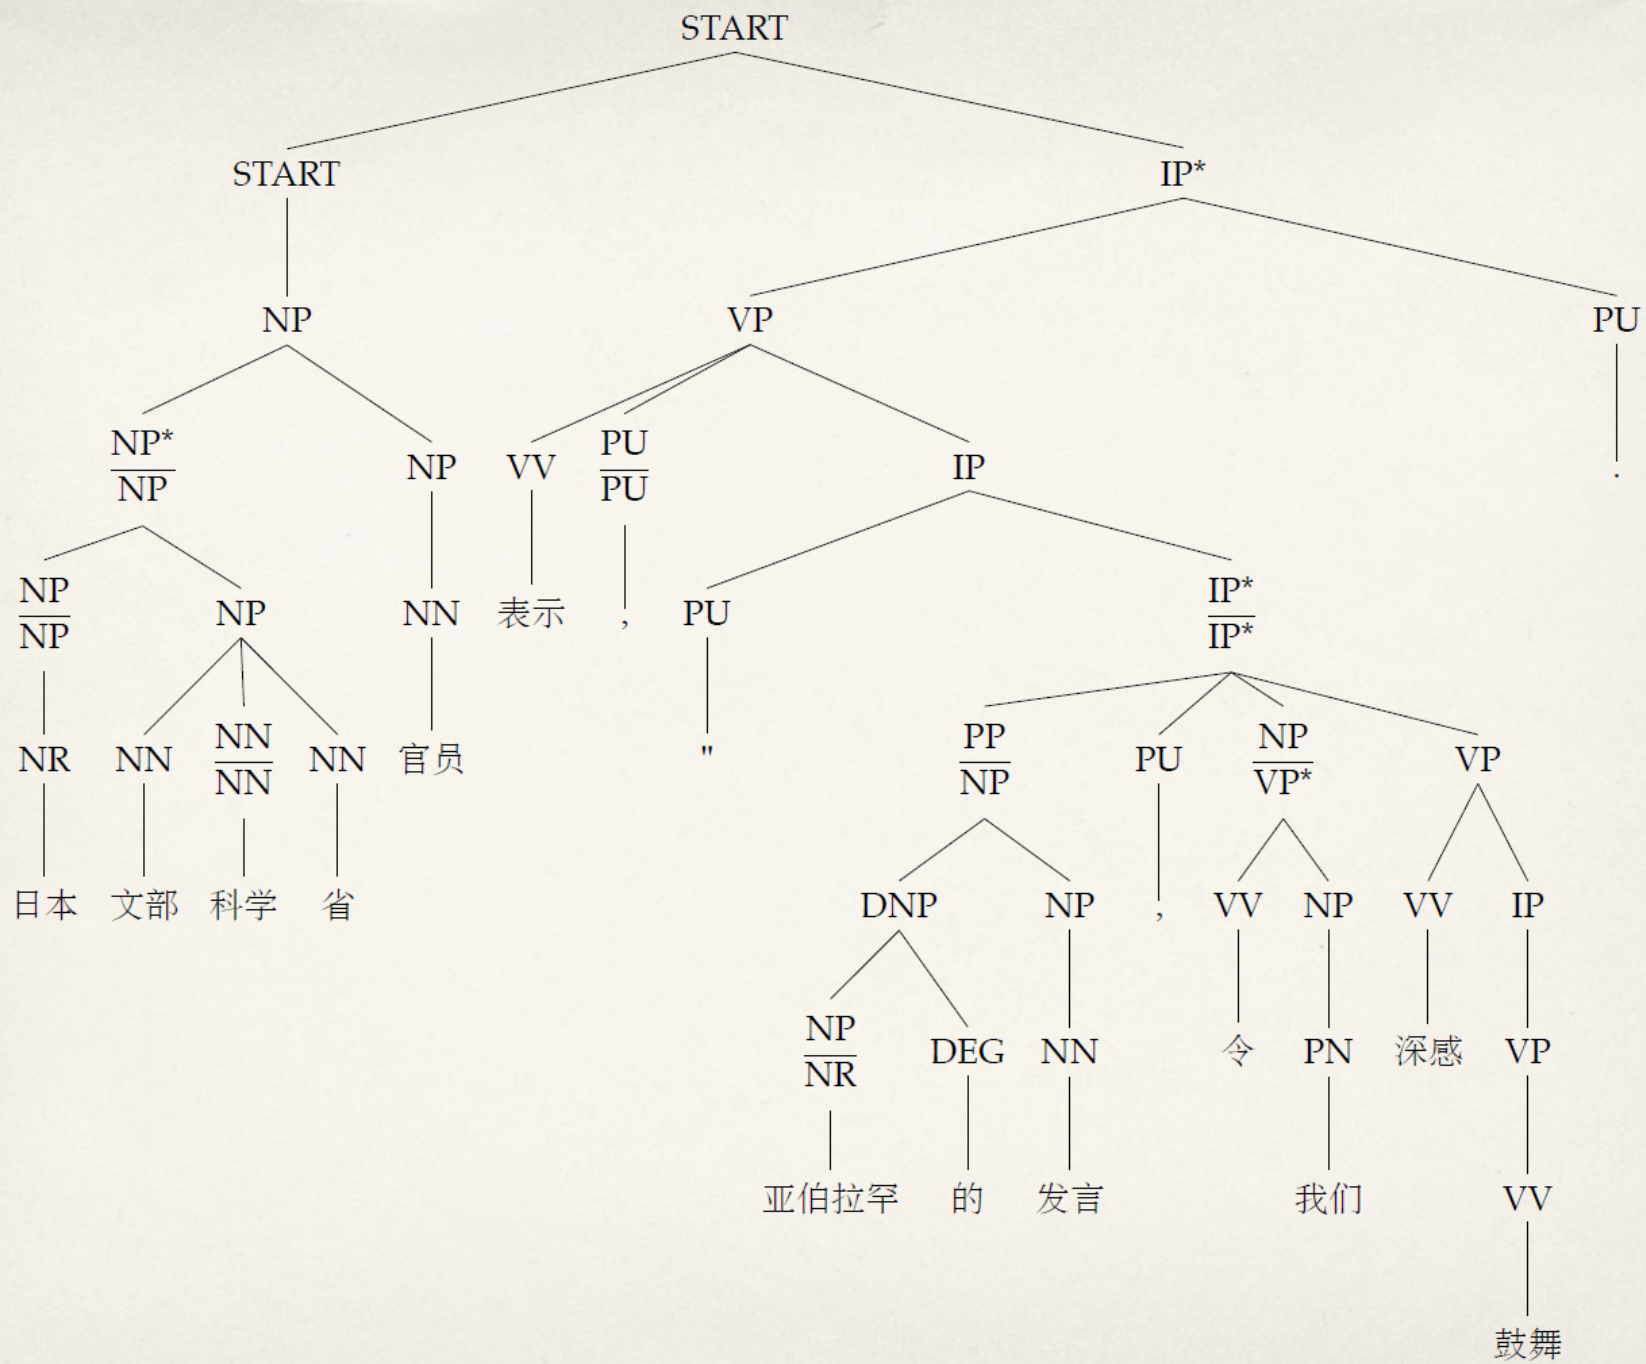 START
START IP*
NP VP PU
NP* PU
NP VV IP .
NP PU
NP IP*
NP NN 表示 , PU
NP IP*
NN PP NP
NR NN NN 官员 " PU VP
NN NP VP*
日本 文部 科学 省 DNP NP , VV NP VV IP
NP
DEG NN 令 PN 深感 VP
NR
亚伯拉罕 的 发言 我们 VV
鼓舞